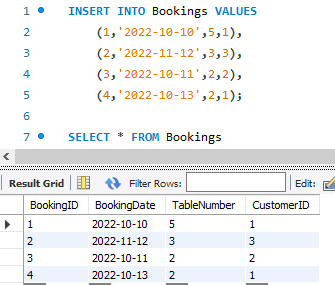 1 INSERT INTO Bookings VALUES
2 (1,'2022-10-10',5,1),
3 (2,'2022-11-12',3,3),
4 (3,'2022-10-11',2,2),
5 (4,'2022-10-13',2,1);
6
7 SELECT * FROM Bookings
Result Grid Filter Rows: Edit:
BookingID BookingDate TableNumber CustomerID
1 2022-10-10 5 1
2 2022-11-12 3 3
3 2022-10-11 2 2
4 2022-10-13 2 1